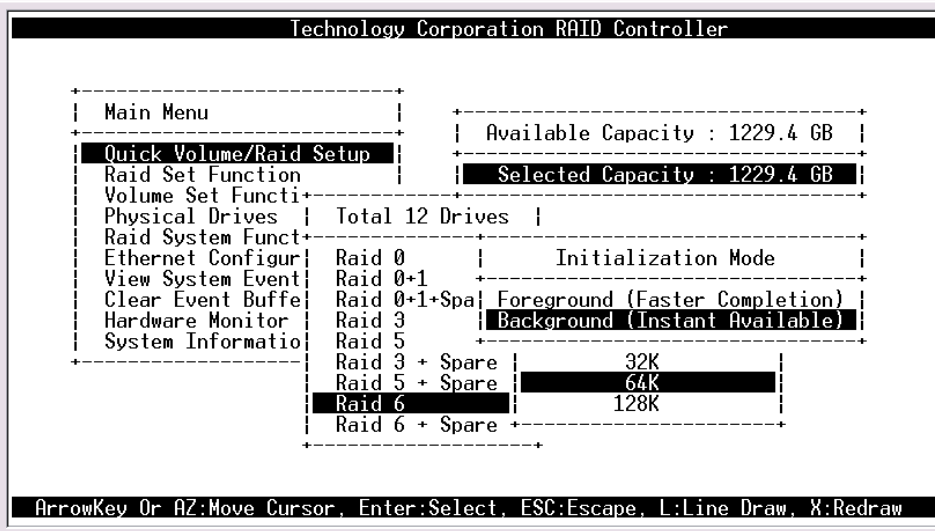 Technology Corporation RAID Controller
Main Menu
Quick Volume/Raid Setup
Raid Set Function
Volume Set Functi
Physical Drives
Raid System Funct
Ethernet Configur
View System Event
Clear Event Buffe
Hardware Monitor
System Informatio
Available Capacity : 1229.4 GB
Selected Capacity : 1229.4 GB
Total 12 Drives
Raid 0
Raid 0+1
Raid 0+1+Spa
Raid 3
Raid 5
Raid 3 + Spare
Raid 5 + Spare
Raid 6
Raid 6 + Spare
Initialization Mode
Foreground (Faster Completion)
Background (Instant Available)
32K
64K
128K
ArrowKey Or AZ:Move Cursor, Enter:Select, ESC:Escape, L:Line Draw, X:Redraw